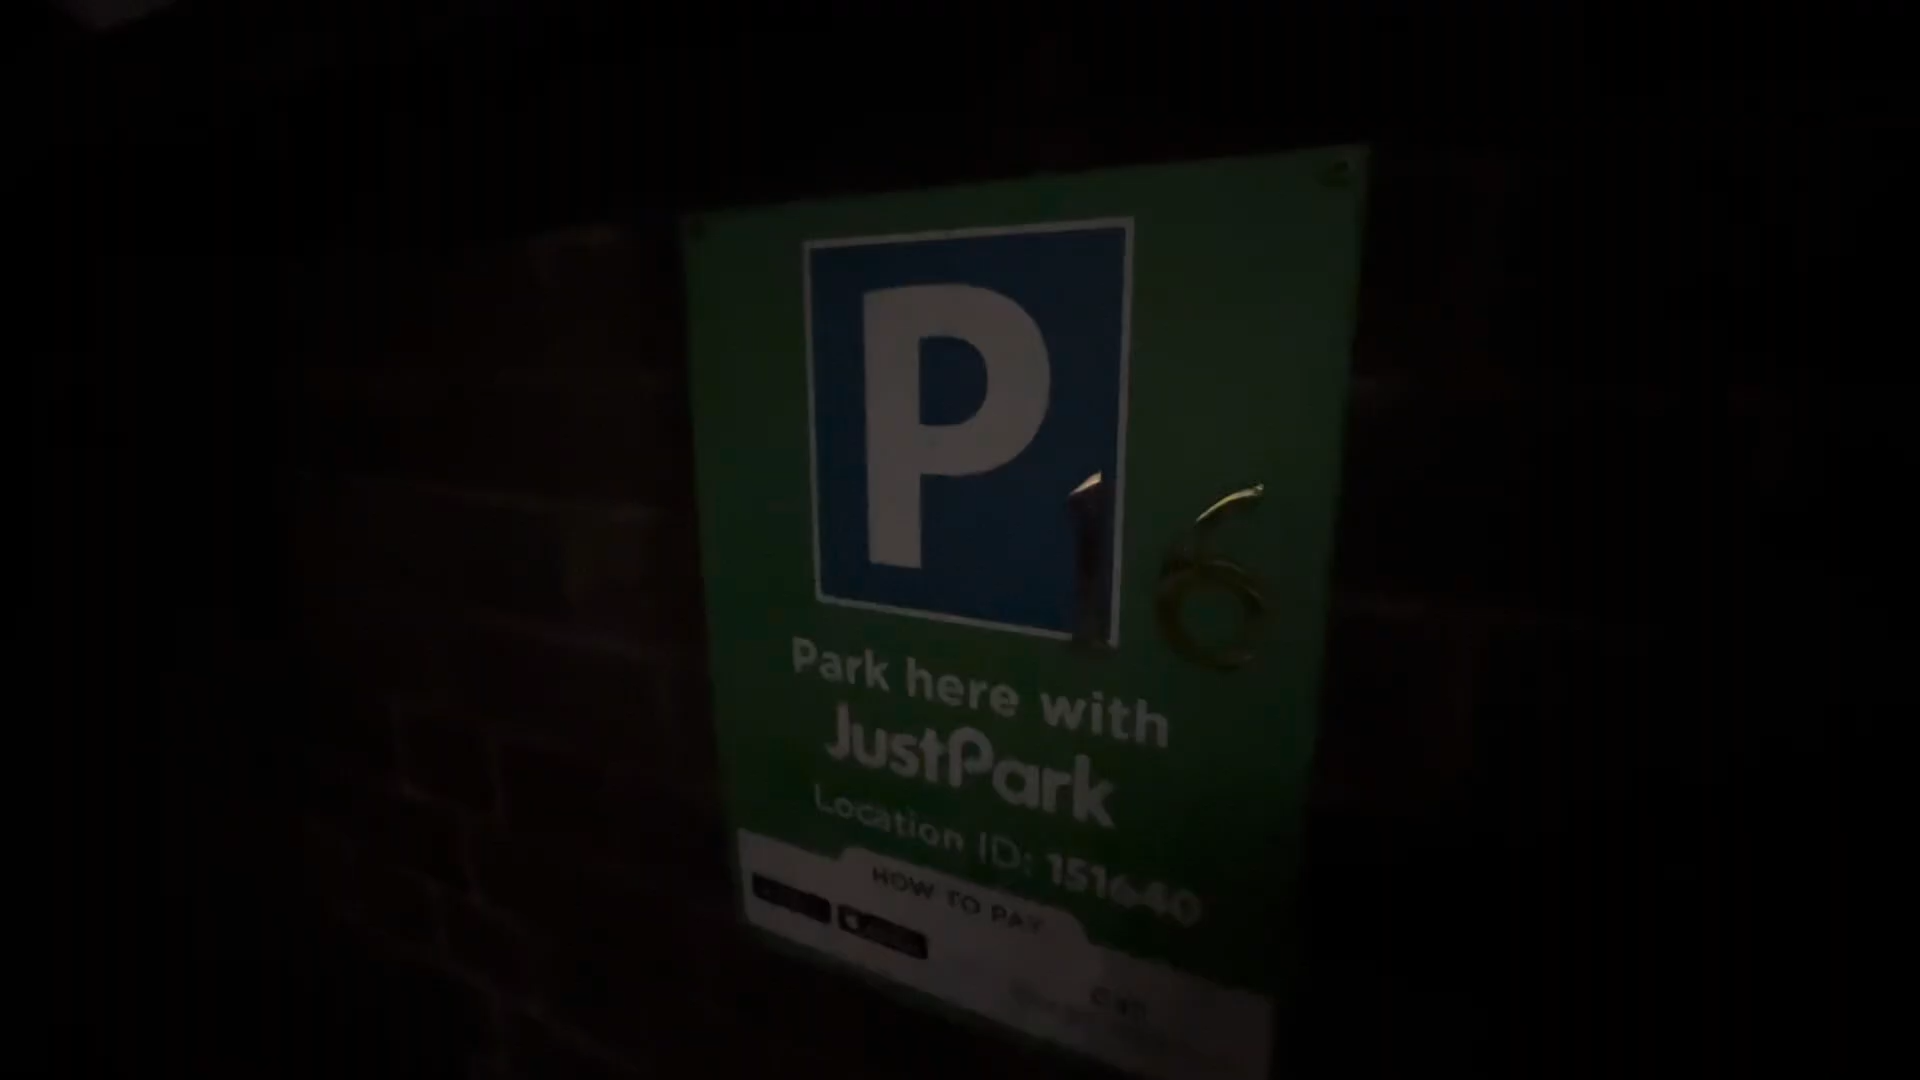 P
16
Park here with
JustPark
Location ID: 151640
HOW TO PAY